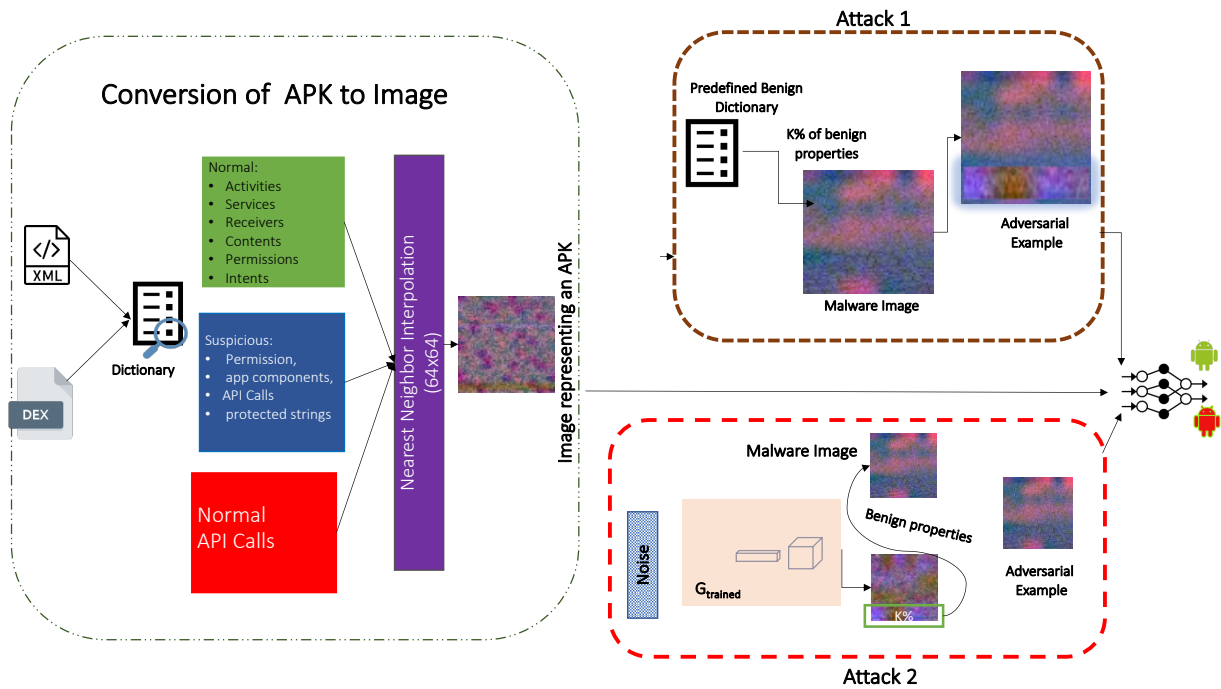 Conversion of APK to Image
XML
DEX
Dictionary
Normal:
• Activities
• Services
• Receivers
• Contents
• Permissions
• Intents
Suspicious:
• Permission,
• app components,
• API Calls
• protected strings
Normal
API Calls
Nearest Neighbor Interpolation
(64x64)
Image representing an APK
Attack 1
Predefined Benign
Dictionary
K% of benign
properties
Malware Image
Adversarial
Example
Malware Image
Benign properties
Noise
G trained
K%
Adversarial
Example
Attack 2